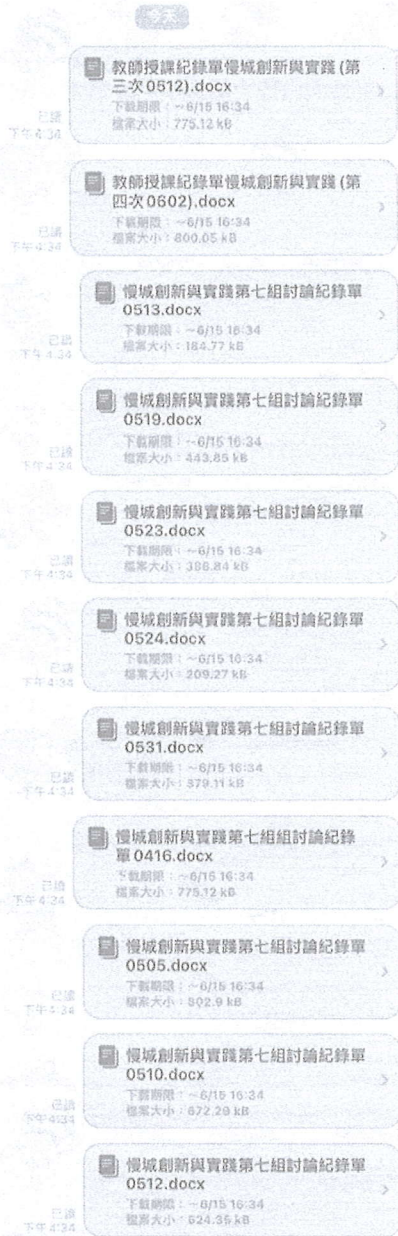 今天
教師授課紀錄單慢城創新與實踐 (第
三次0512).docx
下載期限：~6/15 16:34
檔案大小：775.12 kB
已讀
下午4:34
教師授課紀錄單慢城創新與實踐 (第
四次0602).docx
下載期限：~6/15 16:34
檔案大小：800.05 kB
已讀
下午4:34
慢城創新與實踐第七組討論紀錄單
0513.docx
下載期限：~6/15 16:34
檔案大小：184.77 kB
已讀
下午4:34
慢城創新與實踐第七組討論紀錄單
0519.docx
下載期限：~6/15 16:34
檔案大小：443.85 kB
已讀
下午4:34
慢城創新與實踐第七組討論紀錄單
0523.docx
下載期限：~6/15 16:34
檔案大小：386.84 kB
已讀
下午4:34
慢城創新與實踐第七組討論紀錄單
0524.docx
下載期限：~6/15 16:34
檔案大小：209.27 kB
已讀
下午4:34
慢城創新與實踐第七組討論紀錄單
0531.docx
下載期限：~6/15 16:34
檔案大小：379.11 kB
已讀
下午4:34
慢城創新與實踐第七組組討論紀錄
單0416.docx
下載期限：~6/15 16:34
檔案大小：775.12 kB
已讀
下午4:34
慢城創新與實踐第七組討論紀錄單
0505.docx
下載期限：~6/15 16:34
檔案大小：802.9 kB
已讀
下午4:34
慢城創新與實踐第七組討論紀錄單
0510.docx
下載期限：~6/15 16:34
檔案大小：672.29 kB
已讀
下午4:34
慢城創新與實踐第七組討論紀錄單
0512.docx
下載期限：~6/15 16:34
檔案大小：624.35 kB
已讀
下午4:34